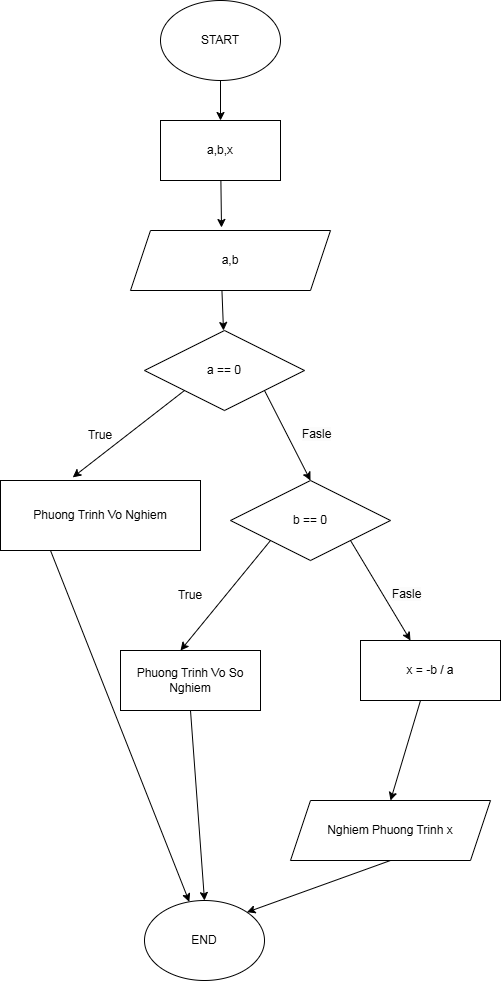 START
a,b,x
a,b
a == 0
True
Fasle
Phuong Trinh Vo Nghiem
b == 0
True
Fasle
Phuong Trinh Vo So
Nghiem
x = -b / a
Nghiem Phuong Trinh x
END